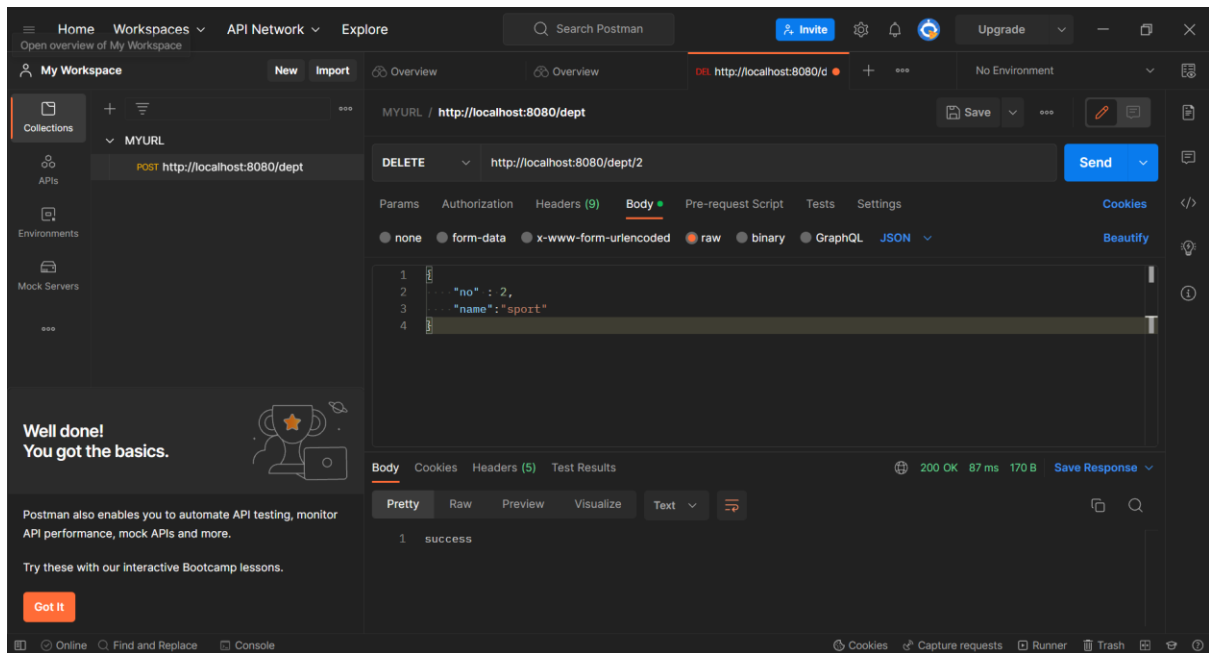 Home Workspaces API Network Explore Search Postman Invite Upgrade
Open overview of My Workspace
My Workspace New Import Overview Overview DEL http://localhost:8080/d No Environment
Collections
MYURL / http://localhost:8080/dept Save
MYURL
POST http://localhost:8080/dept
DELETE http://localhost:8080/dept/2 Send
APIs
Params Authorization Headers (9) Body Pre-request Script Tests Settings Cookies
Environments
none form-data x-www-form-urlencoded raw binary GraphQL JSON Beautify
Mock Servers
1 {
2 "no" : 2,
3 "name":"sport"
4 }
Well done!
You got the basics.
Body Cookies Headers (5) Test Results 200 OK 87 ms 170 B Save Response
Pretty Raw Preview Visualize Text
Postman also enables you to automate API testing, monitor
API performance, mock APIs and more.
1 success
Try these with our interactive Bootcamp lessons.
Got It
Online Find and Replace Console Cookies Capture requests Runner Trash